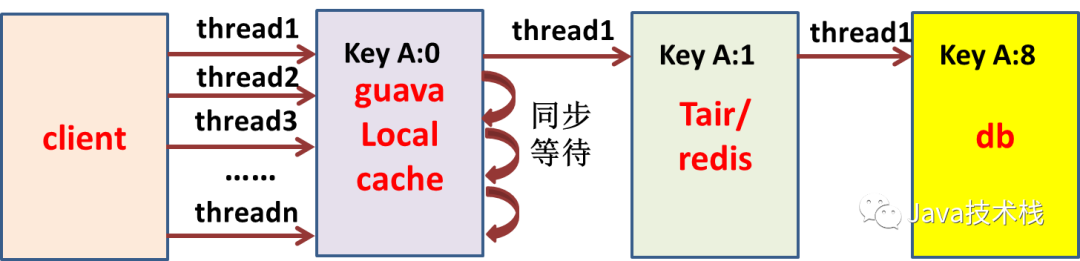 client
thread1
thread2
thread3
……
threadn
Key A:0
guava
Local
cache
同步
等待
thread1
Key A:1
Tair/
redis
thread1
Key A:8
db
Java技术栈